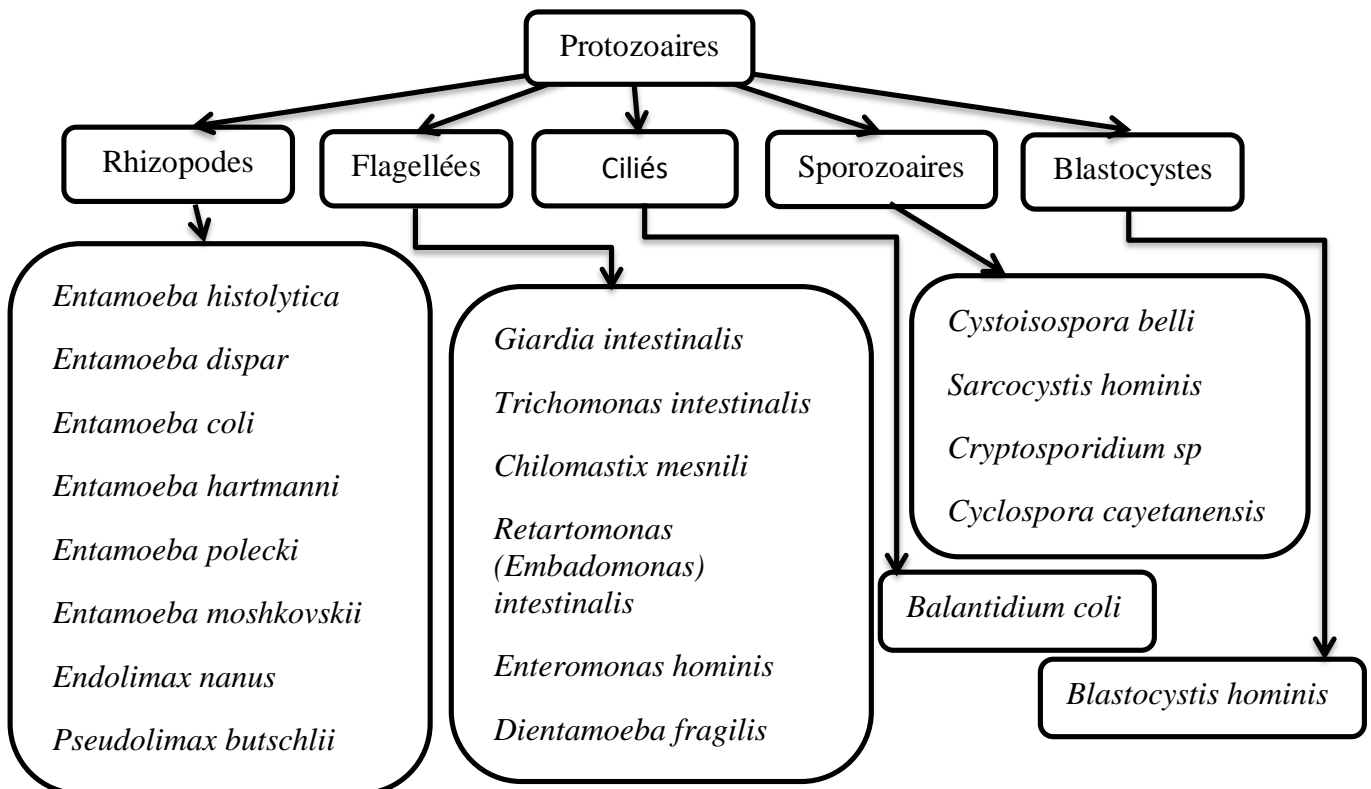 Protozoaires
Rhizopodes
Flagellées
Ciliés
Sporozoaires
Blastocystes
Entamoeba histolytica
Entamoeba dispar
Entamoeba coli
Entamoeba hartmanni
Entamoeba polecki
Entamoeba moshkovskii
Endolimax nanus
Pseudolimax butschlii
Giardia intestinalis
Trichomonas intestinalis
Chilomastix mesnili
Retartomonas
(Embadomonas)
intestinalis
Enteromonas hominis
Dientamoeba fragilis
Cystoisospora belli
Sarcocystis hominis
Cryptosporidium sp
Cyclospora cayetanensis
Balantidium coli
Blastocystis hominis